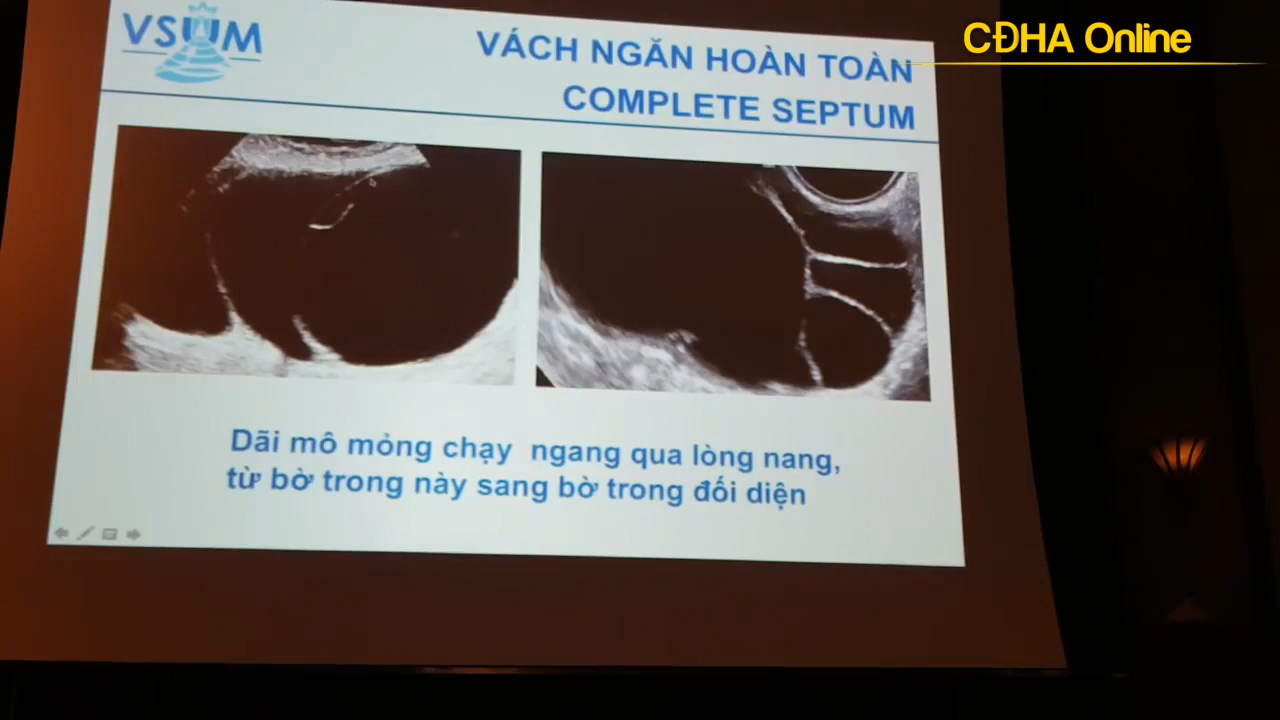 VSUM
CĐHA Online
VÁCH NGĂN HOÀN TOÀN
COMPLETE SEPTUM
Dãi mô mỏng chạy ngang qua lòng nang,
từ bờ trong này sang bờ trong đối diện